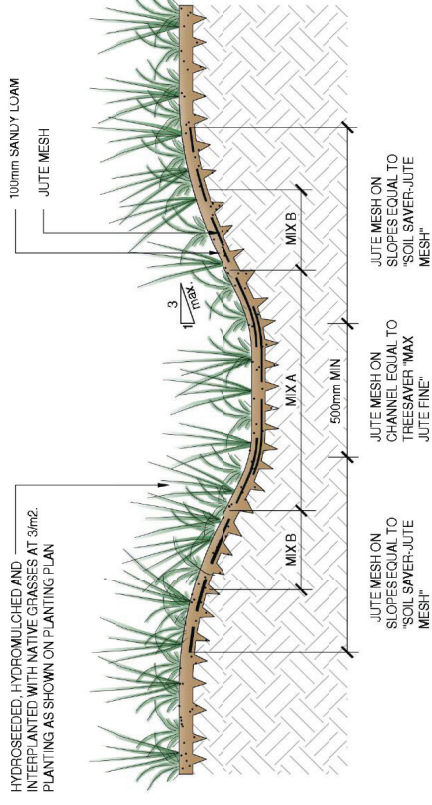 HYDROSEEDED, HYDROMULCHED AND
INTERPLANTED WITH NATIVE GRASSES AT 3/m2.
PLANTING AS SHOWN ON PLANTING PLAN
100mm SANDY LOAM
JUTE MESH
3
1
max.
MIX B
MIX A
MIX B
500mm MIN
JUTE MESH ON
SLOPES EQUAL TO
"SOIL SAVER-JUTE
MESH"
JUTE MESH ON
CHANNEL EQUAL TO
TREESAVER "MAX
JUTE FINE"
JUTE MESH ON
SLOPES EQUAL TO
"SOIL SAVER-JUTE
MESH"